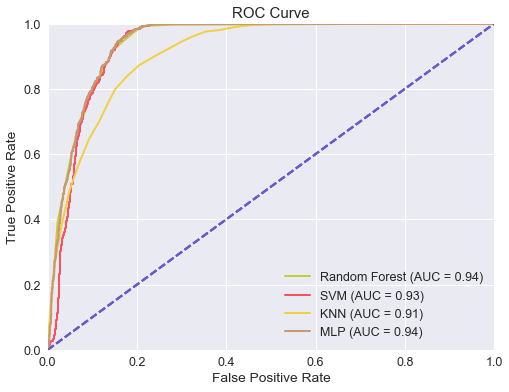 ROC Curve
1.0
0.8
0.6
0.4
0.2
0.0
True Positive Rate
Random Forest (AUC = 0.94)
SVM (AUC = 0.93)
KNN (AUC = 0.91)
MLP (AUC = 0.94)
0.0 0.2 0.4 0.6 0.8 1.0
False Positive Rate